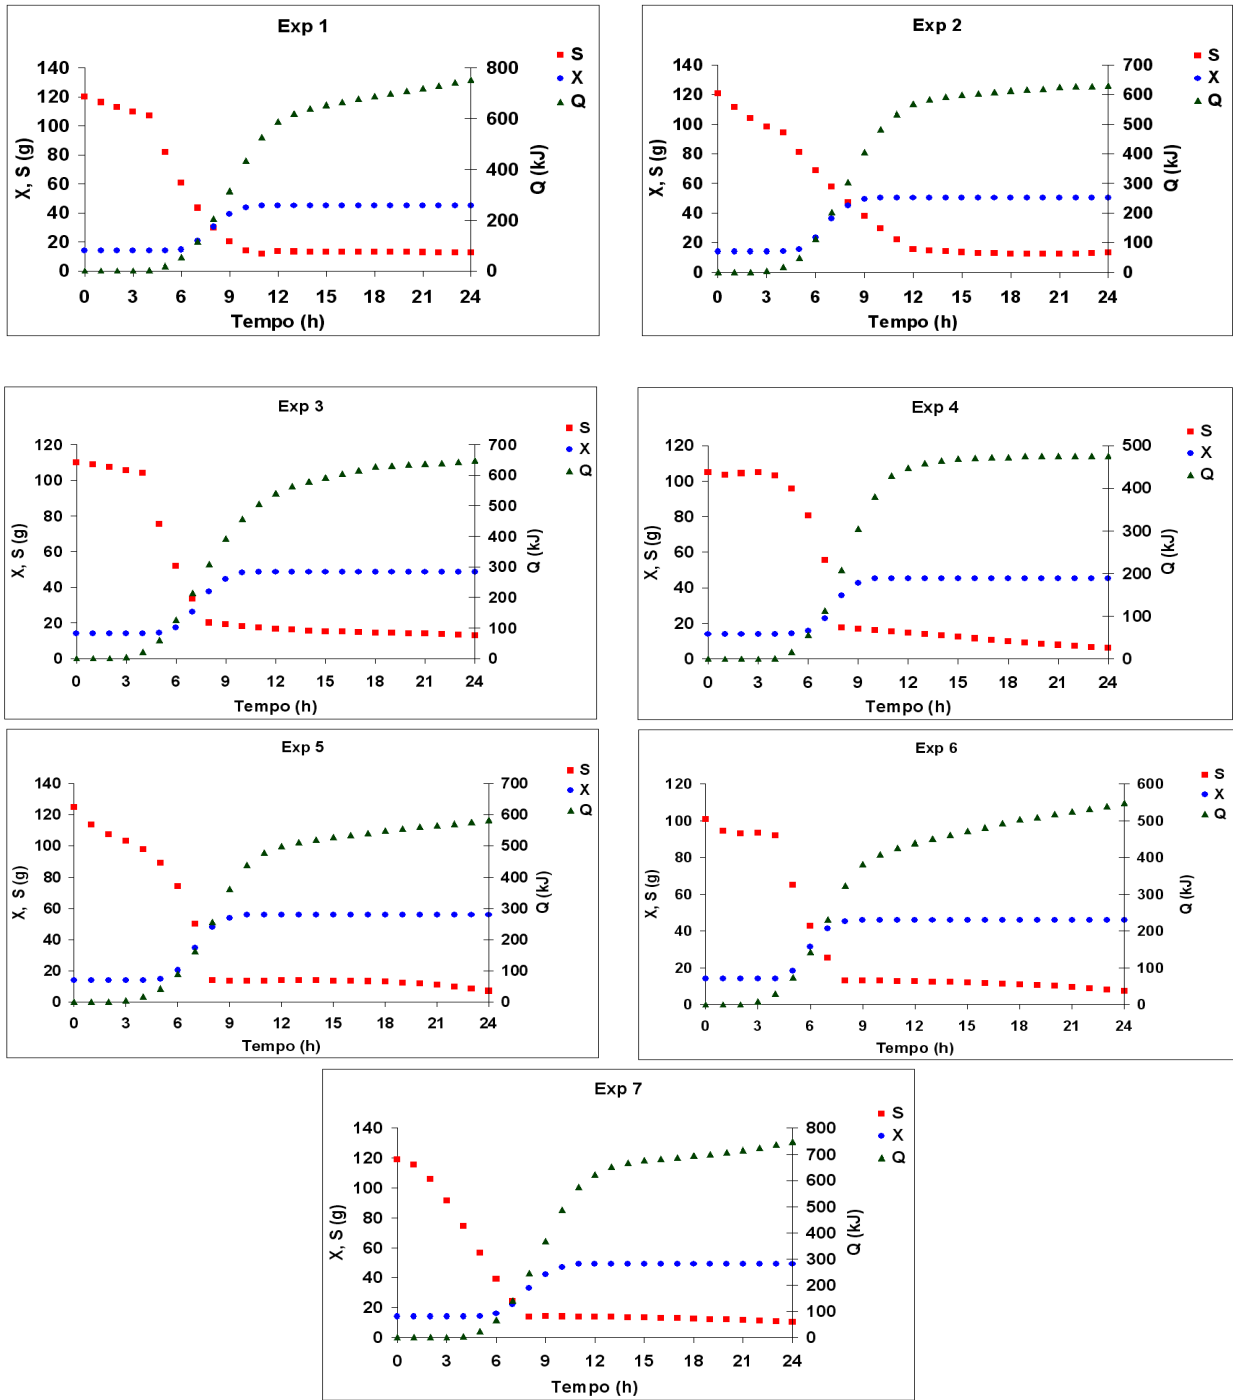 Exp 1
S
X
Q
140
120
100
80
60
40
20
0
800
600
400
200
0
0 3 6 9 12 15 18 21 24
X, S (g)
Q (kJ)
Tempo (h)
Exp 2
S
X
Q
140
120
100
80
60
40
20
0
700
600
500
400
300
200
100
0
0 3 6 9 12 15 18 21 24
X, S (g)
Q (kJ)
Tempo (h)
Exp 3
S
X
Q
120
100
80
60
40
20
0
700
600
500
400
300
200
100
0
0 3 6 9 12 15 18 21 24
X, S (g)
Q (kJ)
Tempo (h)
Exp 4
S
X
Q
120
100
80
60
40
20
0
500
400
300
200
100
0
0 3 6 9 12 15 18 21 24
X, S (g)
Q (kJ)
Tempo (h)
Exp 5
S
X
Q
140
120
100
80
60
40
20
0
700
600
500
400
300
200
100
0
0 3 6 9 12 15 18 21 24
X, S (g)
Q (kJ)
Tempo (h)
Exp 6
S
X
Q
120
100
80
60
40
20
0
600
500
400
300
200
100
0
0 3 6 9 12 15 18 21 24
X, S (g)
Q (kJ)
Tempo (h)
Exp 7
S
X
Q
140
120
100
80
60
40
20
0
800
700
600
500
400
300
200
100
0
0 3 6 9 12 15 18 21 24
X, S (g)
Q (kJ)
Tempo (h)